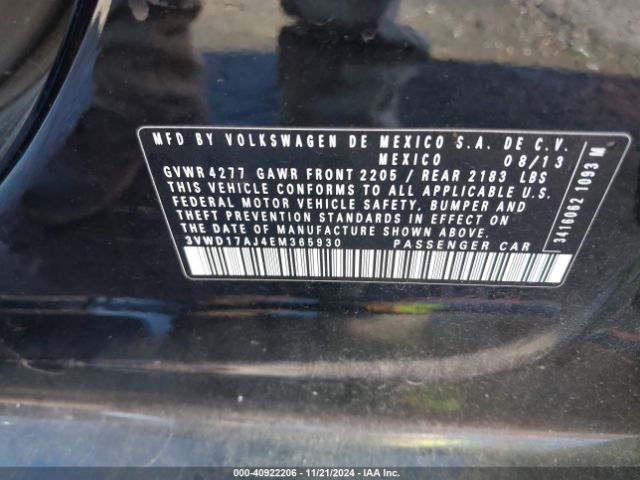 MFD BY VOLKSWAGEN DE MEXICO S.A. DE C.V.
MEXICO 08/13
GVWR 4277 GAWR FRONT 2205 / REAR 2183 LBS
THIS VEHICLE CONFORMS TO ALL APPLICABLE U.S.
FEDERAL MOTOR VEHICLE SAFETY, BUMPER AND
THEFT PREVENTION STANDARDS IN EFFECT ON
THE DATE OF MANUFACTURE SHOWN ABOVE.
3VWD17AJ4EM365930 PASSENGER CAR
3416062 1093 M
000-40922206 - 11/21/2024 - IAA Inc.